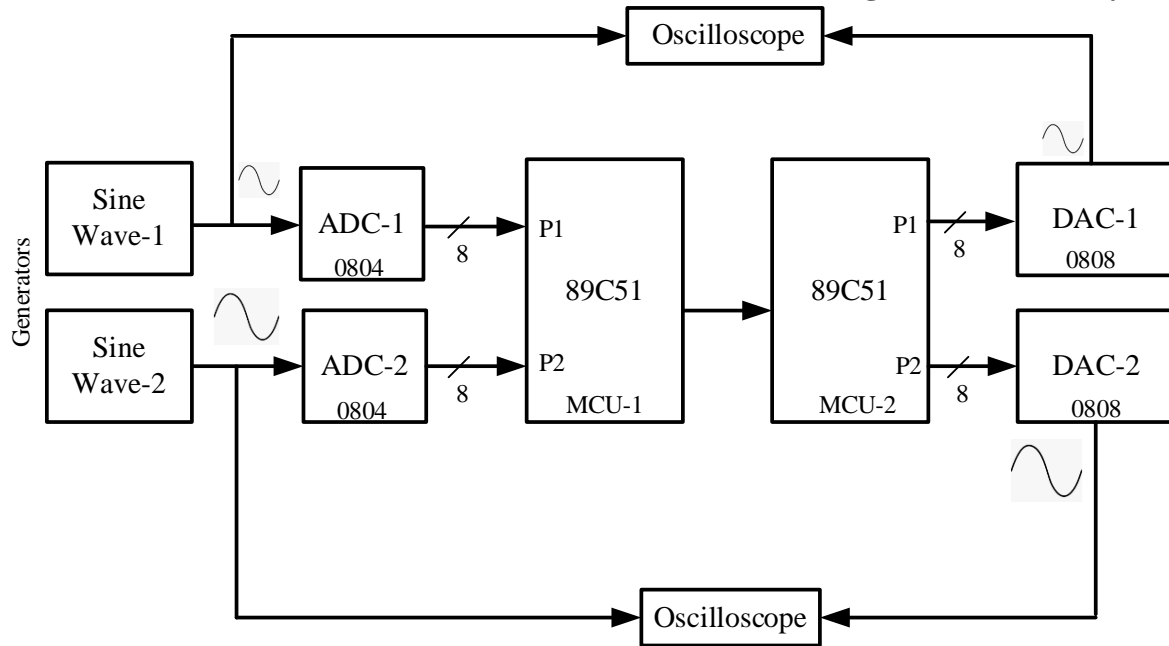 Oscilloscope
Generators
Sine
Wave-1
ADC-1
0804
8
P1
89C51
P2
MCU-1
Sine
Wave-2
ADC-2
0804
8
P1
89C51
P2
MCU-2
8
DAC-1
0808
8
DAC-2
0808
Oscilloscope